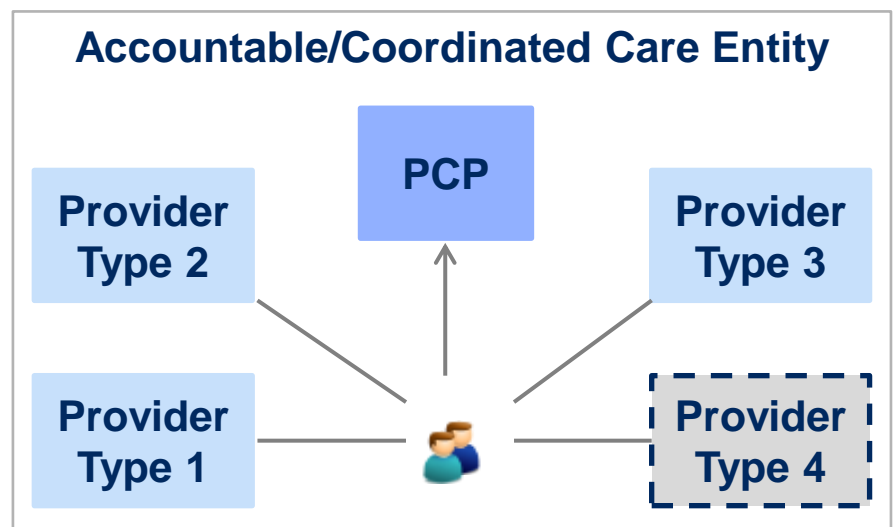 Accountable/Coordinated Care Entity
PCP
Provider
Type 2
Provider
Type 3
Provider
Type 1
Provider
Type 4